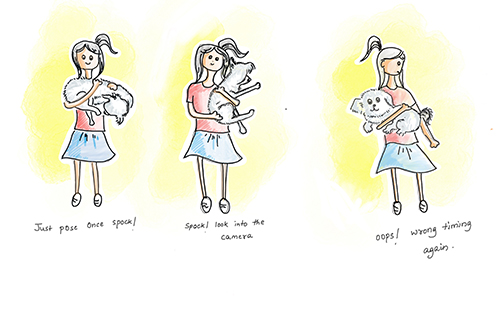 Just pose once spock!
Spock! look into the
camera
oops! wrong timing
again.